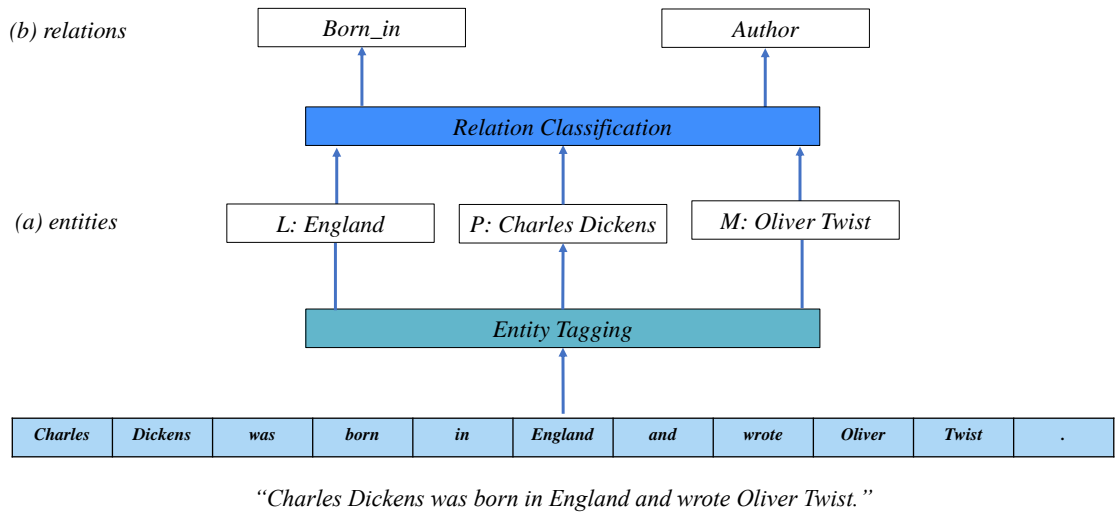 (b) relations
Born_in
Author
Relation Classification
(a) entities
L: England
P: Charles Dickens
M: Oliver Twist
Entity Tagging
Charles Dickens was born in England and wrote Oliver Twist .
“Charles Dickens was born in England and wrote Oliver Twist.”